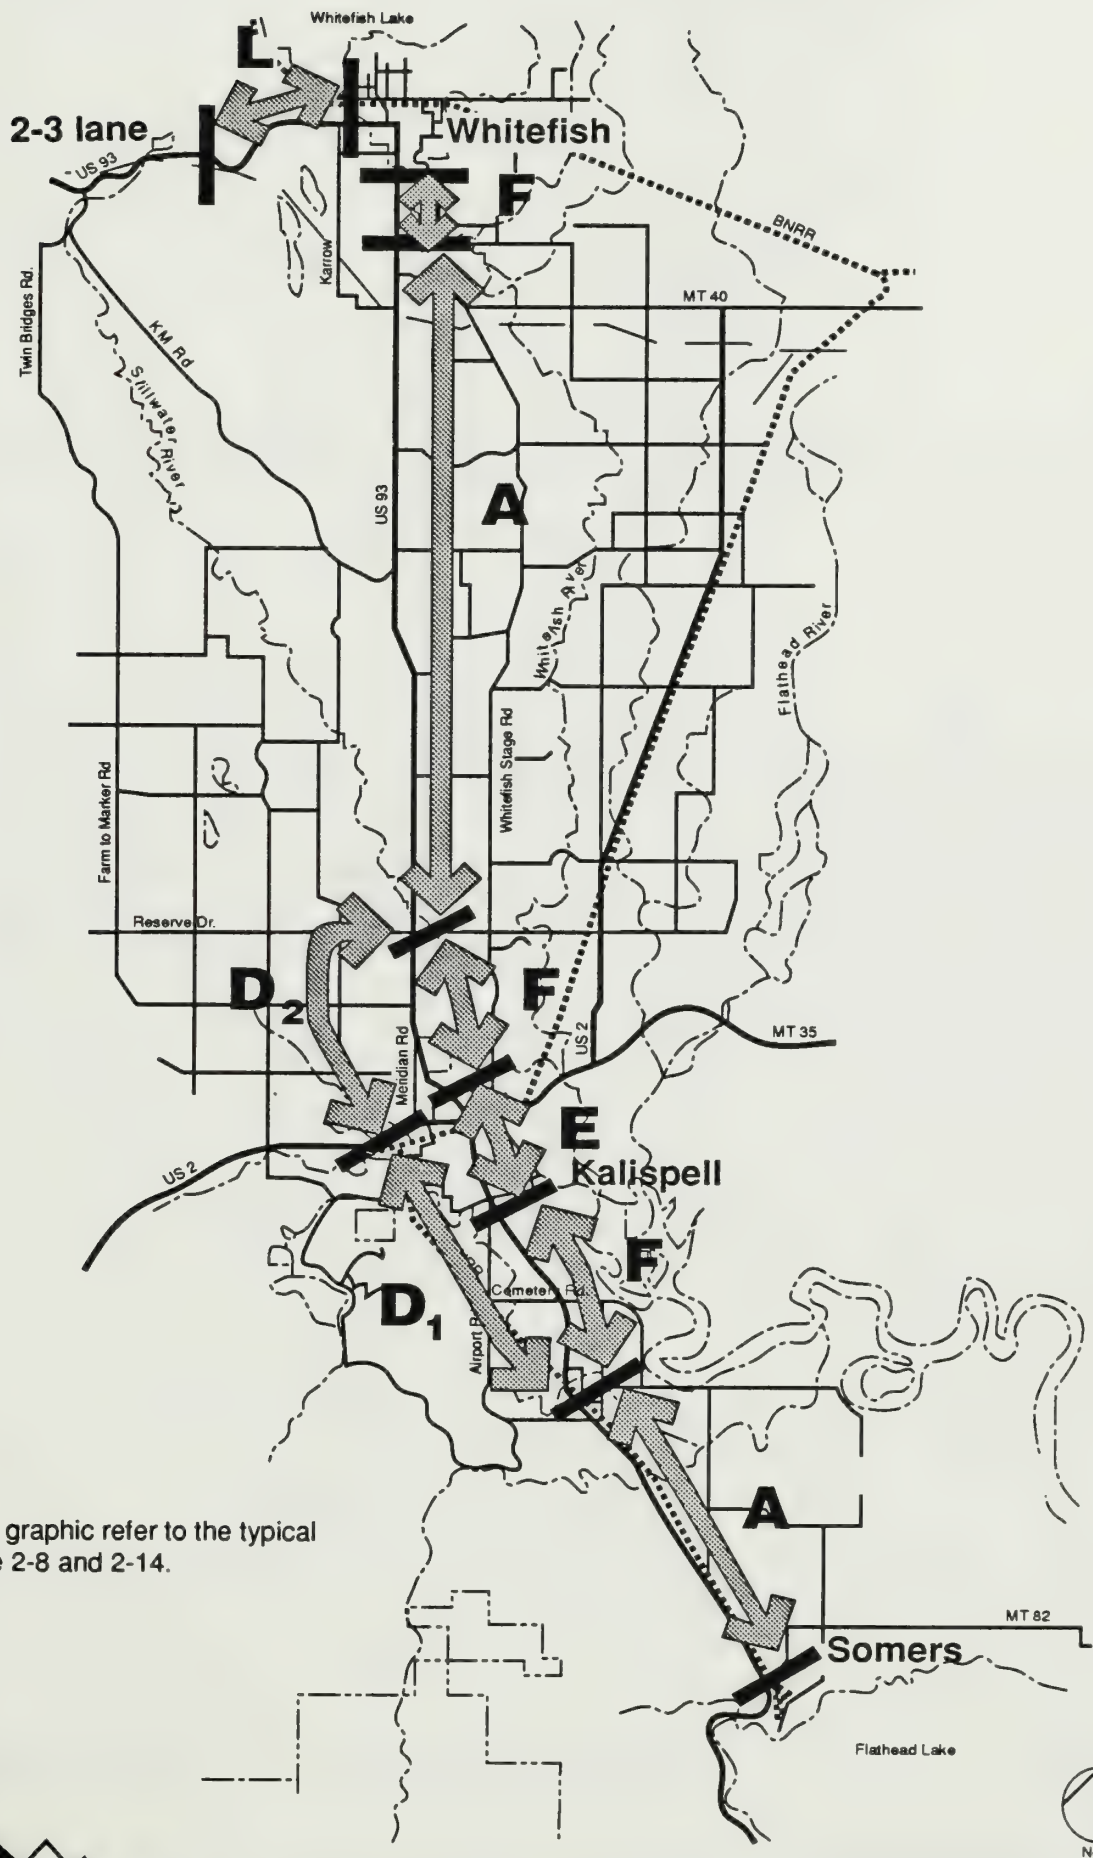 Whitefish Lake
L
2-3 lane
Whitefish
US 93
F
BNRR
Karrow
MT 40
Twin Bridges Rd.
KM Rd
Stillwater River
US 93
A
Whitefish River
Flathead River
Whitefish Stage Rd
Farm to Marker Rd
Reserve Dr.
D2
F
Meridian Rd
US 2
MT 35
E
US 2
Kalispell
F
D1
Cemetery Rd.
Airport
A
graphic refer to the typical
2-8 and 2-14.
MT 82
Somers
Flathead Lake